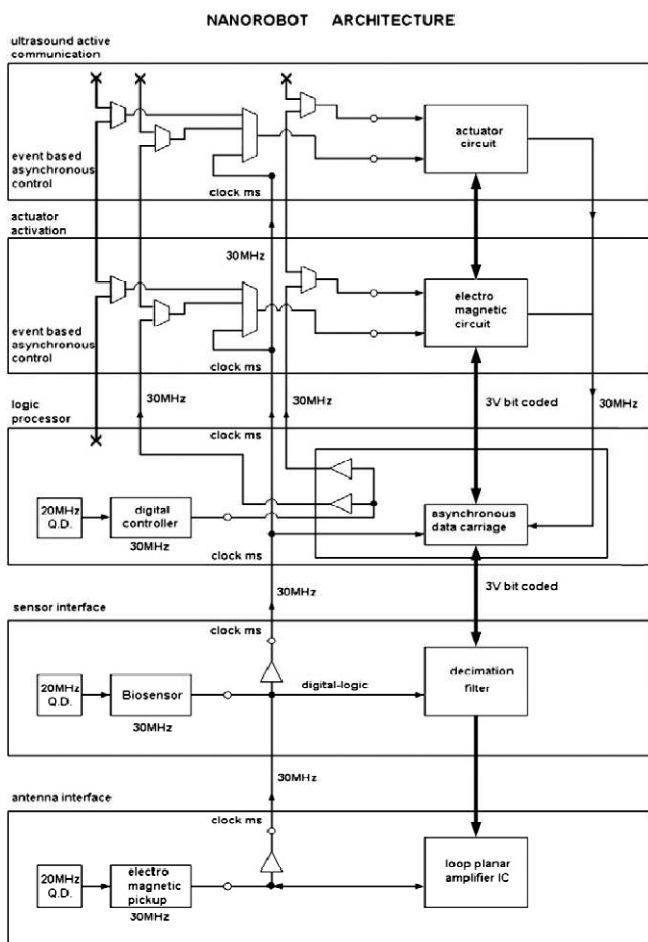 NANOROBOT ARCHITECTURE
ultrasound active
communication
actuator
circuit
event based
asynchronous
control
clock ms
actuator
activation
30MHz
electro
magnetic
circuit
event based
asynchronous
control
clock ms
30MHz
30MHz
3V bit coded
30MHz
logic
processor
clock ms
20MHz
Q.D.
digital
controller
asynchronous
data carriage
30MHz
clock ms
30MHz
3V bit coded
sensor interface
clock ms
20MHz
Q.D.
Biosensor
digital-logic
decimation
filter
30MHz
30MHz
antenna interface
clock ms
20MHz
Q.D.
electro
magnetic
pickup
loop planar
amplifier IC
30MHz